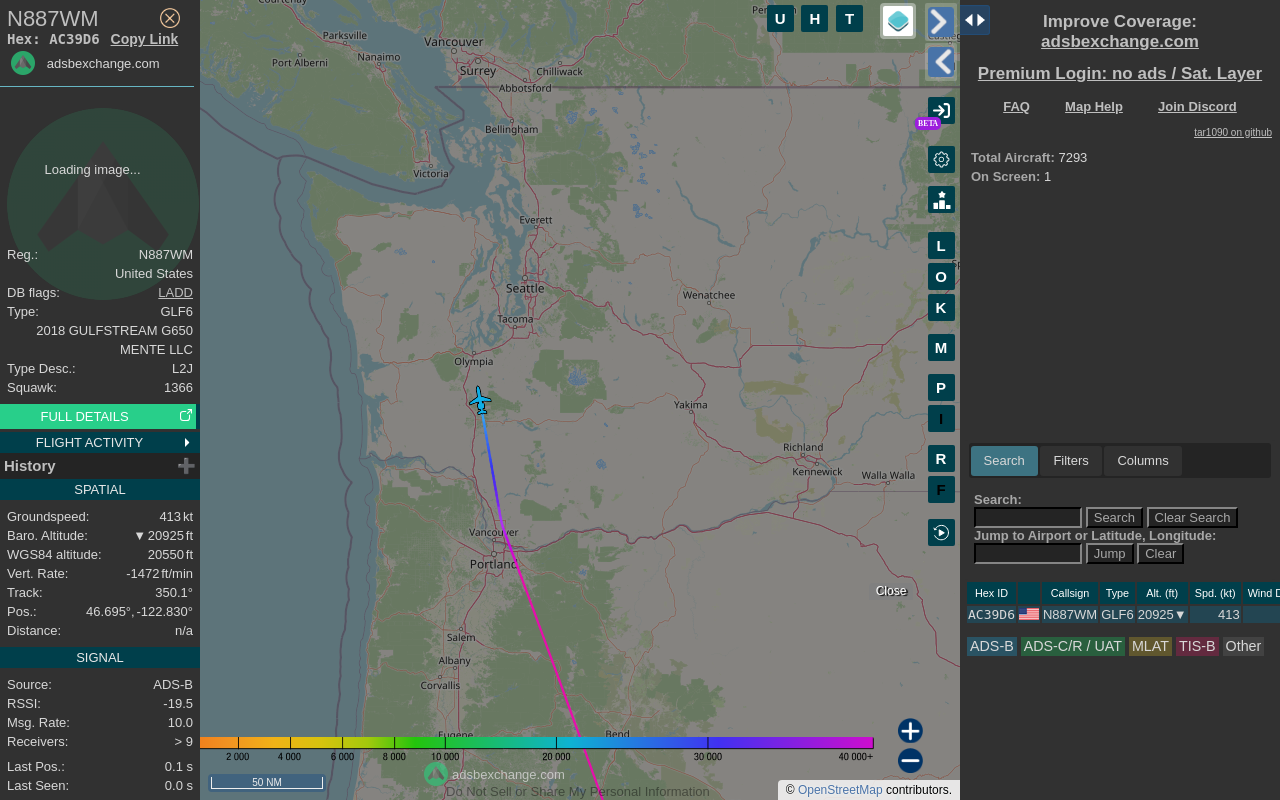 N887WM
Hex: AC39D6 Copy Link
adsbexchange.com
Loading image...
Reg.: N887WM
United States
DB flags: LADD
Type: GLF6
2018 GULFSTREAM G650
MENTE LLC
Type Desc.: L2J
Squawk: 1366
FULL DETAILS
FLIGHT ACTIVITY
History
SPATIAL
Groundspeed: 413 kt
Baro. Altitude: ▼ 20925 ft
WGS84 altitude: 20550 ft
Vert. Rate: -1472 ft/min
Track: 350.1°
Pos.: 46.695°, -122.830°
Distance: n/a
SIGNAL
Source: ADS-B
RSSI: -19.5
Msg. Rate: 10.0
Receivers: > 9
Last Pos.: 0.1 s
Last Seen: 0.0 s
Courtenay
Parksville
Port Alberni
Nanaimo
Vancouver
Surrey
Chilliwack
Abbotsford
Bellingham
Victoria
Everett
Seattle
Tacoma
Olympia
Wenatchee
Yakima
Richland
Kennewick
Walla Walla
Vancouver
Portland
Salem
Albany
Corvallis
Eugene
Bend
U H T
BETA
L
O
K
M
P
I
R
F
Close
2 000 4 000 6 000 8 000 10 000 20 000 30 000 40 000+
50 NM
adsbexchange.com
Do Not Sell or Share My Personal Information
© OpenStreetMap contributors.
Improve Coverage:
adsbexchange.com
Premium Login: no ads / Sat. Layer
FAQ Map Help Join Discord
tar1090 on github
Total Aircraft: 7293
On Screen: 1
Search Filters Columns
Search:
Search Clear Search
Jump to Airport or Latitude, Longitude:
Jump Clear
Hex ID Callsign Type Alt. (ft) Spd. (kt) Wind D
AC39D6 N887WM GLF6 20925▼ 413
ADS-B ADS-C/R / UAT MLAT TIS-B Other